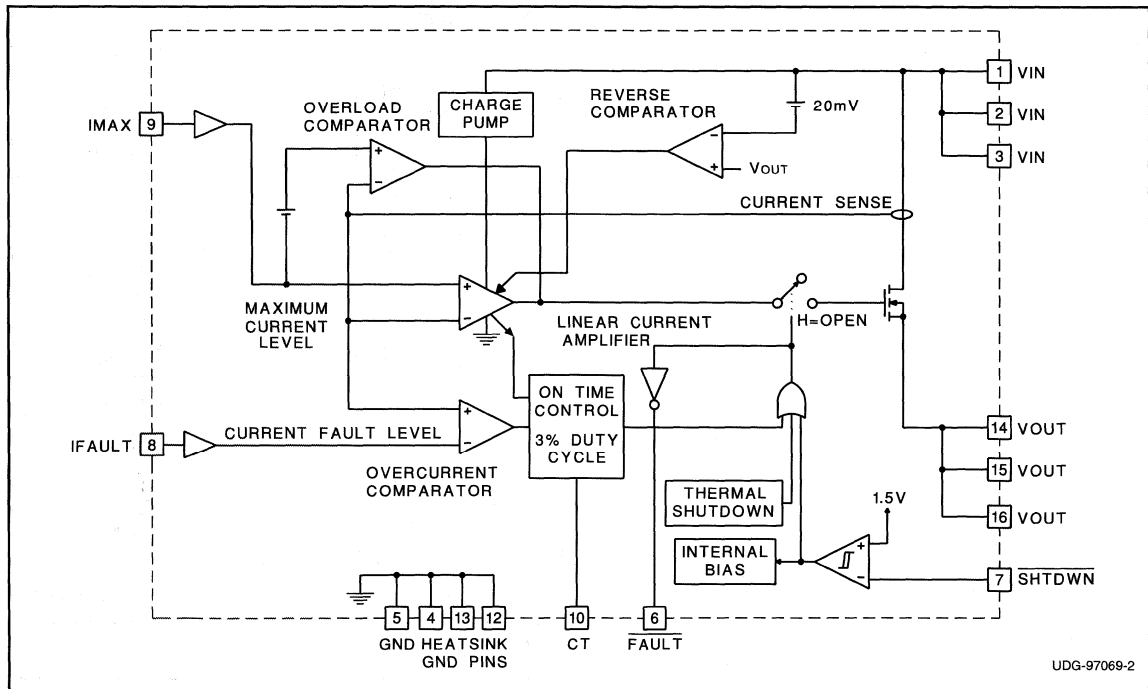 1 VIN
CHARGE
PUMP
OVERLOAD
COMPARATOR
REVERSE
COMPARATOR
20mV
2 VIN
IMAX 9
+
−
−
+
VOUT
3 VIN
CURRENT SENSE
+
−
MAXIMUM
CURRENT
LEVEL
LINEAR CURRENT
AMPLIFIER
H=OPEN
ON TIME
CONTROL
3% DUTY
CYCLE
+
−
IFAULT 8
CURRENT FAULT LEVEL
OVERCURRENT
COMPARATOR
14 VOUT
15 VOUT
16 VOUT
THERMAL
SHUTDOWN
1.5V
INTERNAL
BIAS
+
−
7 SHTDWN
5 4 13 12 10 6
GND HEATSINK
GND PINS
CT
FAULT
UDG-97069-2